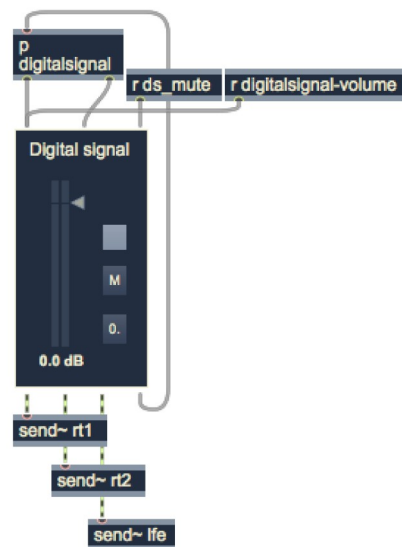 p
digitalsignal
r ds_mute
r digitalsignal-volume
Digital signal
M
0.
0.0 dB
send~ rt1
send~ rt2
send~ lfe